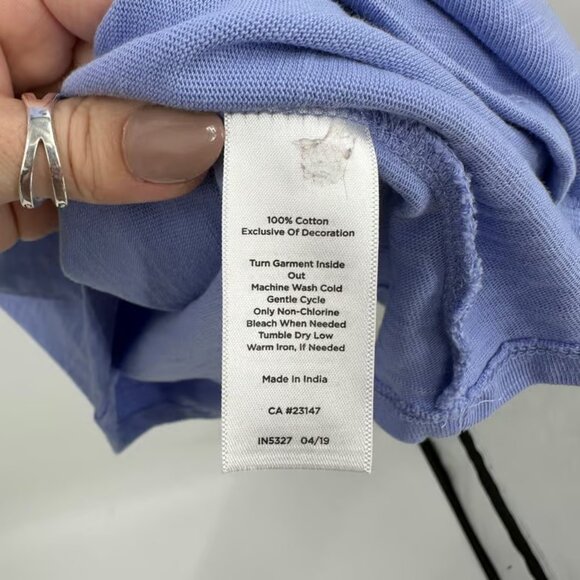 100% Cotton
Exclusive Of Decoration
Turn Garment Inside
Out
Machine Wash Cold
Gentle Cycle
Only Non-Chlorine
Bleach When Needed
Tumble Dry Low
Warm Iron, If Needed
Made in India
CA #23147
IN5327 04/19